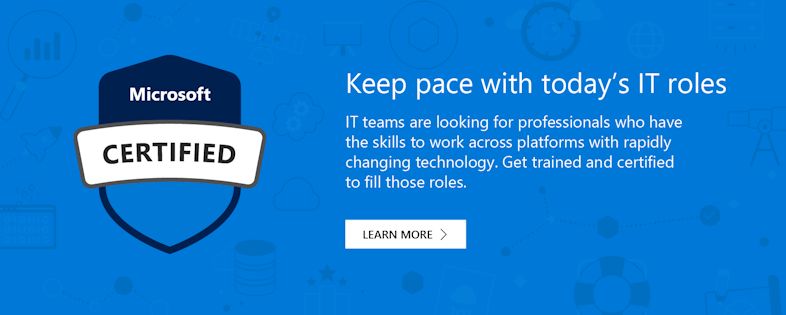 Microsoft
CERTIFIED
Keep pace with today's IT roles
IT teams are looking for professionals who have
the skills to work across platforms with rapidly
changing technology. Get trained and certified
to fill those roles.
LEARN MORE